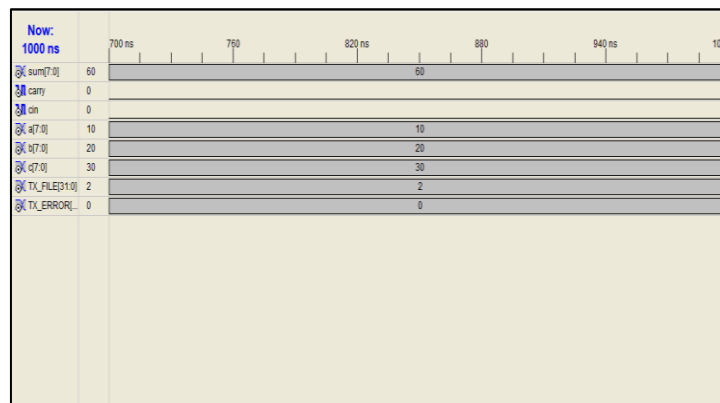 Now:
1000 ns
700 ns 760 820 ns 880 940 ns 10
sum[7:0] 60 60
carry 0
cin 0
a[7:0] 10 10
b[7:0] 20 20
c[7:0] 30 30
TX_FILE[31:0] 2 2
TX_ERROR[... 0 0